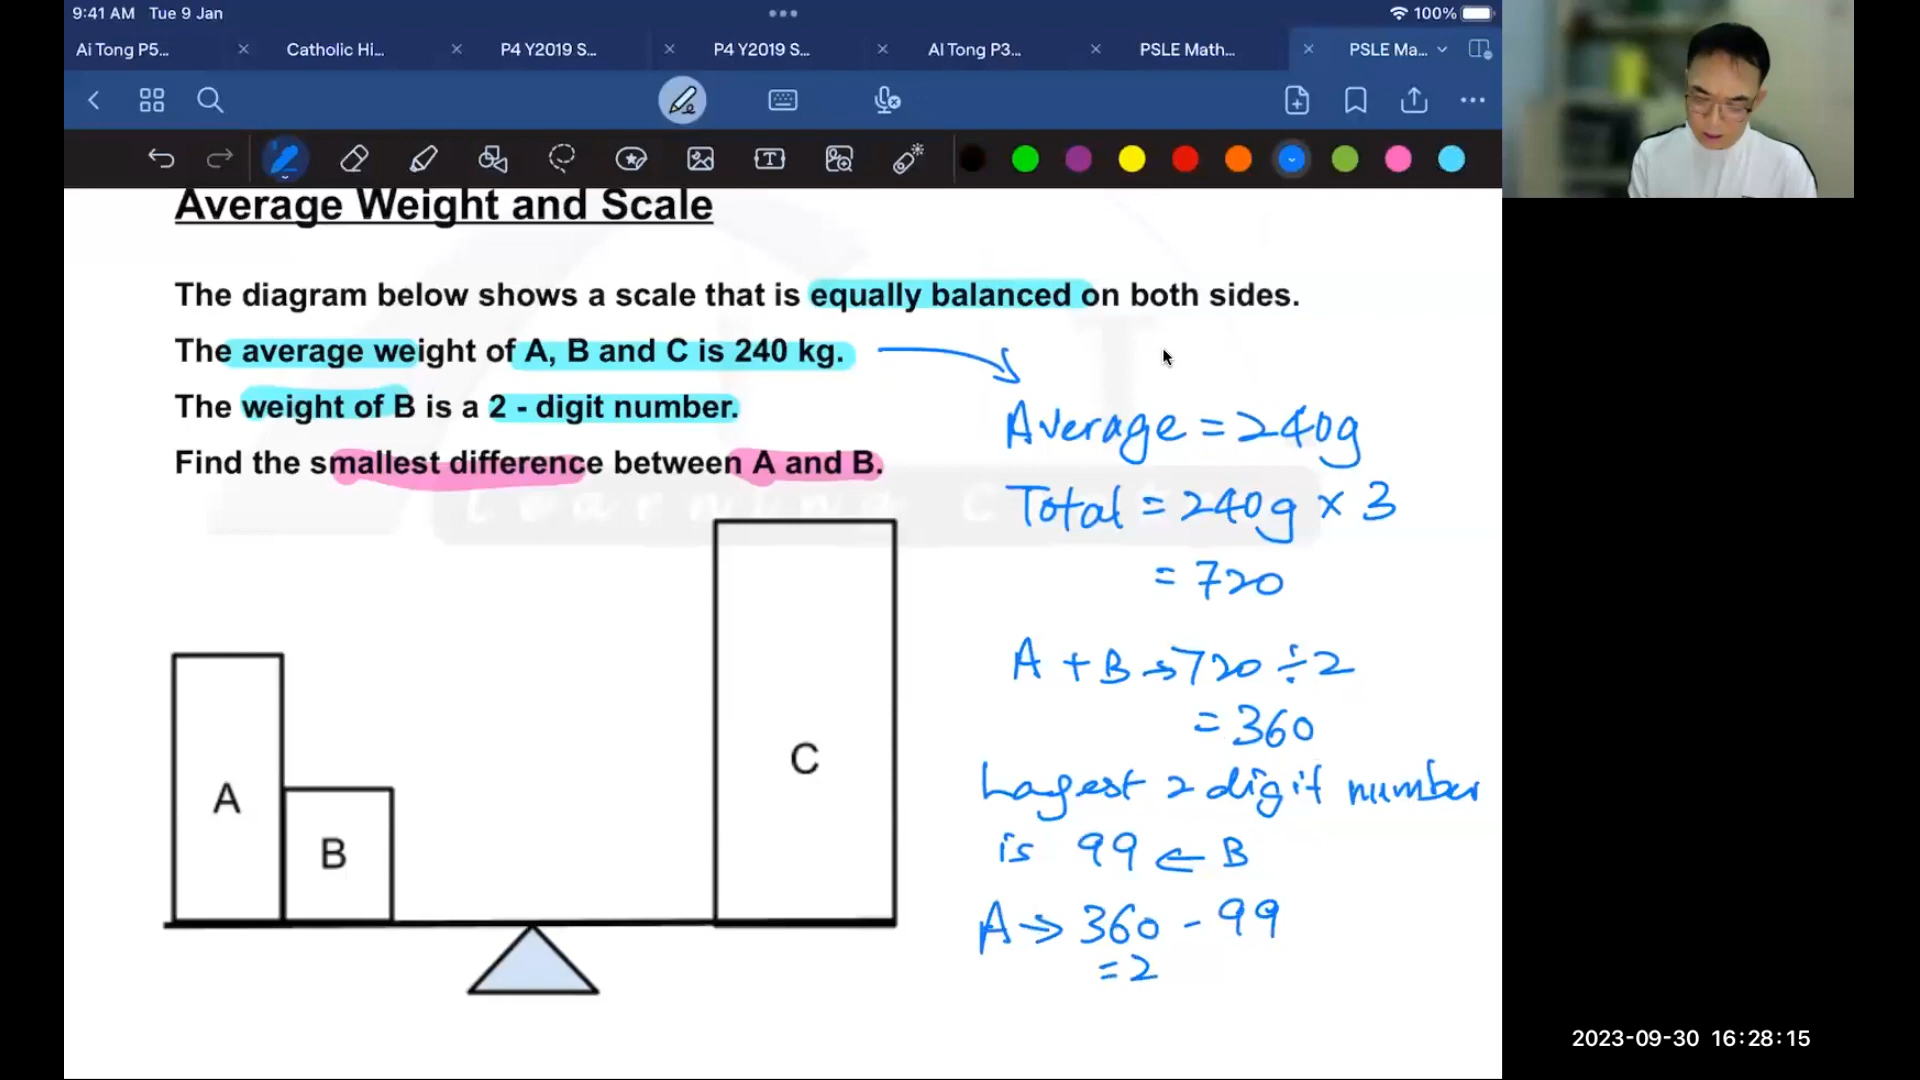 9:41 AM Tue 9 Jan
100%
Ai Tong P5...
Catholic Hi...
P4 Y2019 S...
P4 Y2019 S...
AI Tong P3...
PSLE Math...
PSLE Ma...
Average Weight and Scale
The diagram below shows a scale that is equally balanced on both sides.
The average weight of A, B and C is 240 kg.
The weight of B is a 2 - digit number.
Find the smallest difference between A and B.
Average = 240g
Total = 240g × 3
= 720
A + B → 720 ÷ 2
= 360
Lagest 2 digit number
is 99 ← B
A → 360 - 99
= 2
A
B
C
Learning C
2023-09-30 16:28:15